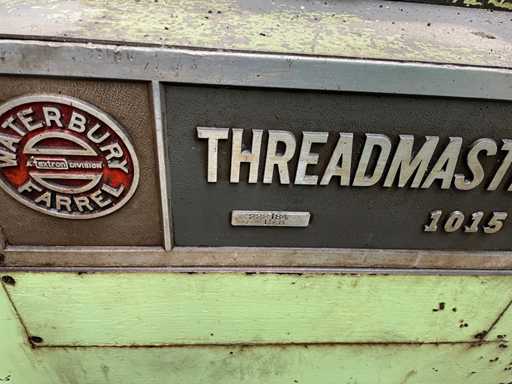 WATERBURY
A textron DIVISION
FARREL
THREADMAST
1015